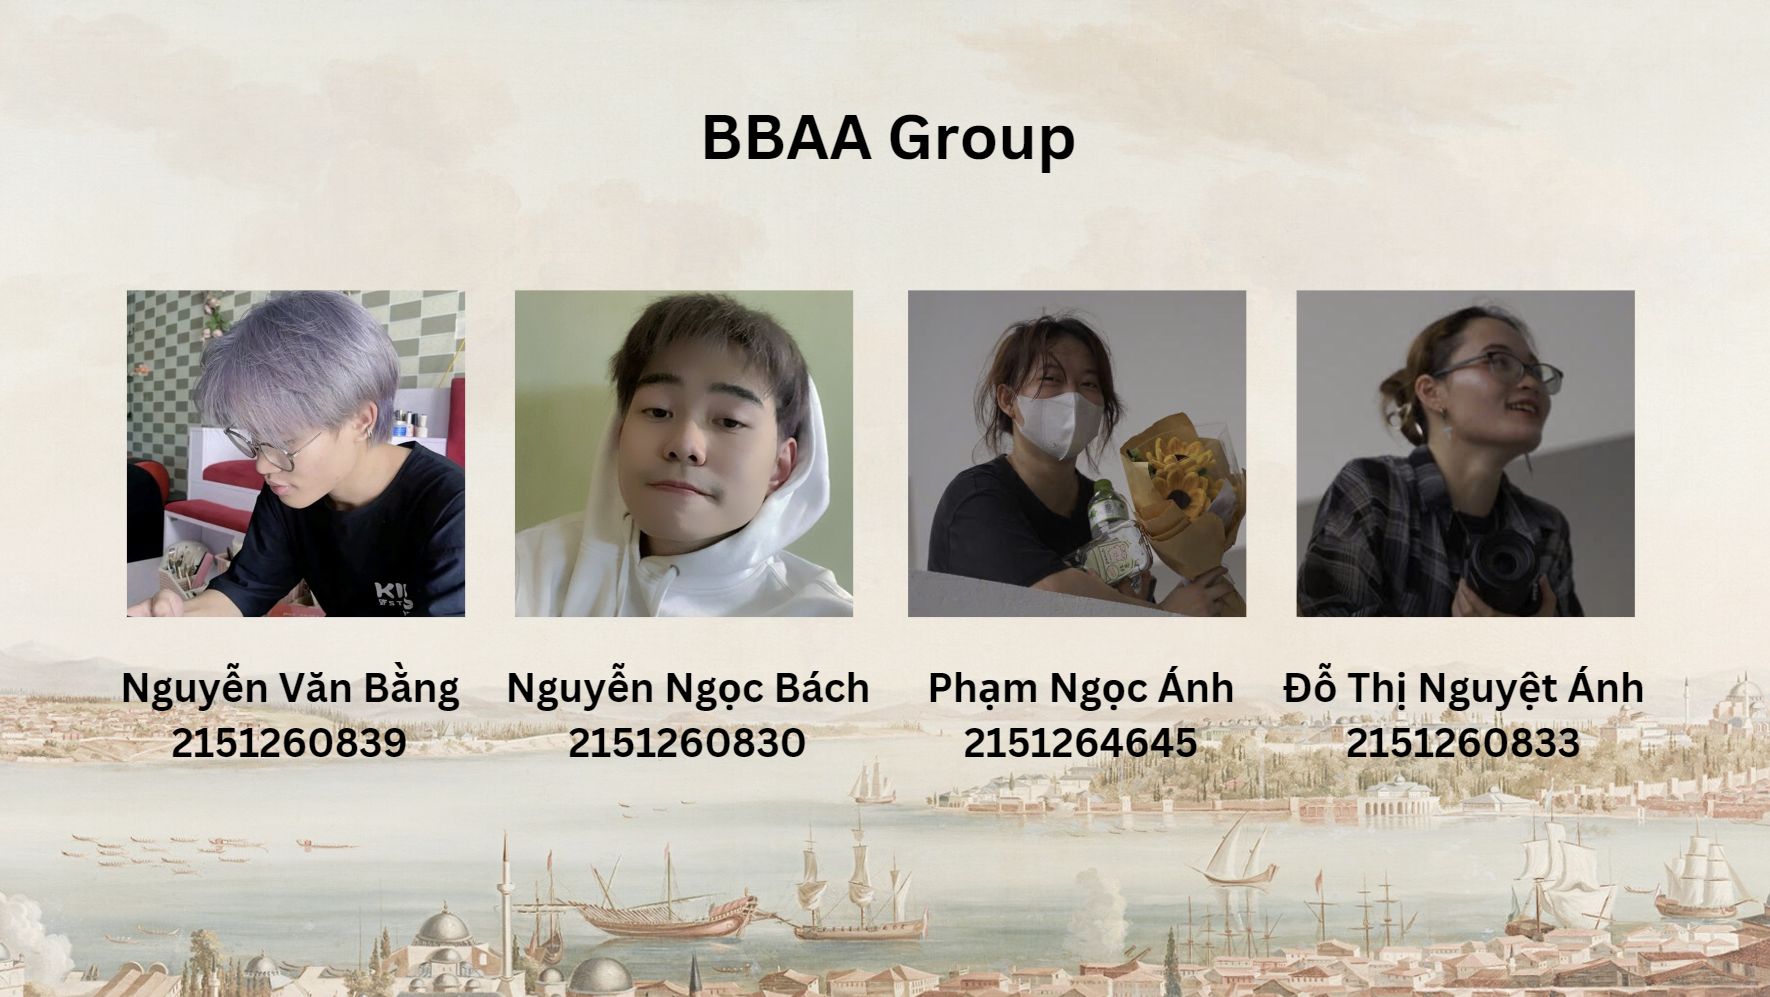 BBAA Group
Nguyễn Văn Bằng
2151260839
Nguyễn Ngọc Bách
2151260830
Phạm Ngọc Ánh
2151264645
Đỗ Thị Nguyệt Ánh
2151260833